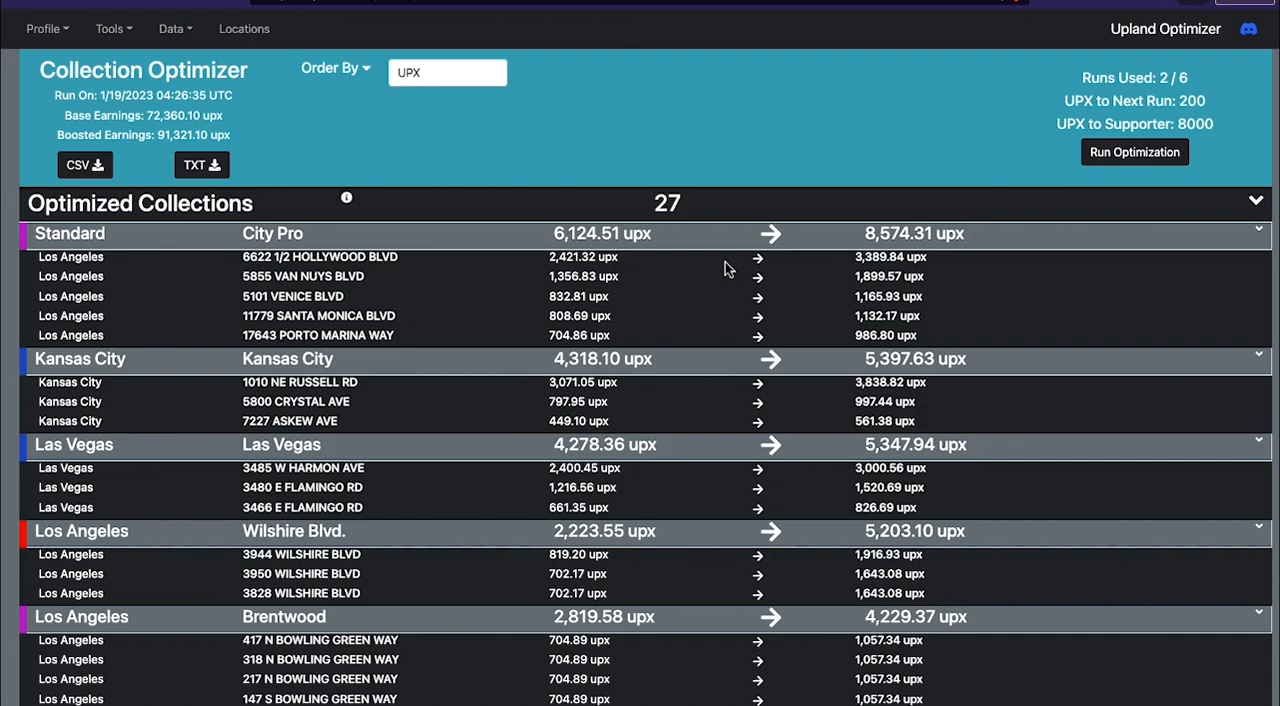 Profile Tools Data Locations Upland Optimizer
Collection Optimizer Order By UPX
Run On: 1/19/2023 04:26:35 UTC
Base Earnings: 72,360.10 upx
Boosted Earnings: 91,321.10 upx
CSV TXT
Runs Used: 2 / 6
UPX to Next Run: 200
UPX to Supporter: 8000
Run Optimization
Optimized Collections 27
Standard City Pro 6,124.51 upx → 8,574.31 upx
Los Angeles 6622 1/2 HOLLYWOOD BLVD 2,421.32 upx → 3,389.84 upx
Los Angeles 5855 VAN NUYS BLVD 1,356.83 upx → 1,899.57 upx
Los Angeles 5101 VENICE BLVD 832.81 upx → 1,165.93 upx
Los Angeles 11779 SANTA MONICA BLVD 808.69 upx → 1,132.17 upx
Los Angeles 17643 PORTO MARINA WAY 704.86 upx → 986.80 upx
Kansas City Kansas City 4,318.10 upx → 5,397.63 upx
Kansas City 1010 NE RUSSELL RD 3,071.05 upx → 3,838.82 upx
Kansas City 5800 CRYSTAL AVE 797.95 upx → 997.44 upx
Kansas City 7227 ASKEW AVE 449.10 upx → 561.38 upx
Las Vegas Las Vegas 4,278.36 upx → 5,347.94 upx
Las Vegas 3485 W HARMON AVE 2,400.45 upx → 3,000.56 upx
Las Vegas 3480 E FLAMINGO RD 1,216.56 upx → 1,520.69 upx
Las Vegas 3466 E FLAMINGO RD 661.35 upx → 826.69 upx
Los Angeles Wilshire Blvd. 2,223.55 upx → 5,203.10 upx
Los Angeles 3944 WILSHIRE BLVD 819.20 upx → 1,916.93 upx
Los Angeles 3950 WILSHIRE BLVD 702.17 upx → 1,643.08 upx
Los Angeles 3828 WILSHIRE BLVD 702.17 upx → 1,643.08 upx
Los Angeles Brentwood 2,819.58 upx → 4,229.37 upx
Los Angeles 417 N BOWLING GREEN WAY 704.89 upx → 1,057.34 upx
Los Angeles 318 N BOWLING GREEN WAY 704.89 upx → 1,057.34 upx
Los Angeles 217 N BOWLING GREEN WAY 704.89 upx → 1,057.34 upx
Los Angeles 147 S BOWLING GREEN WAY 704.89 upx → 1,057.34 upx